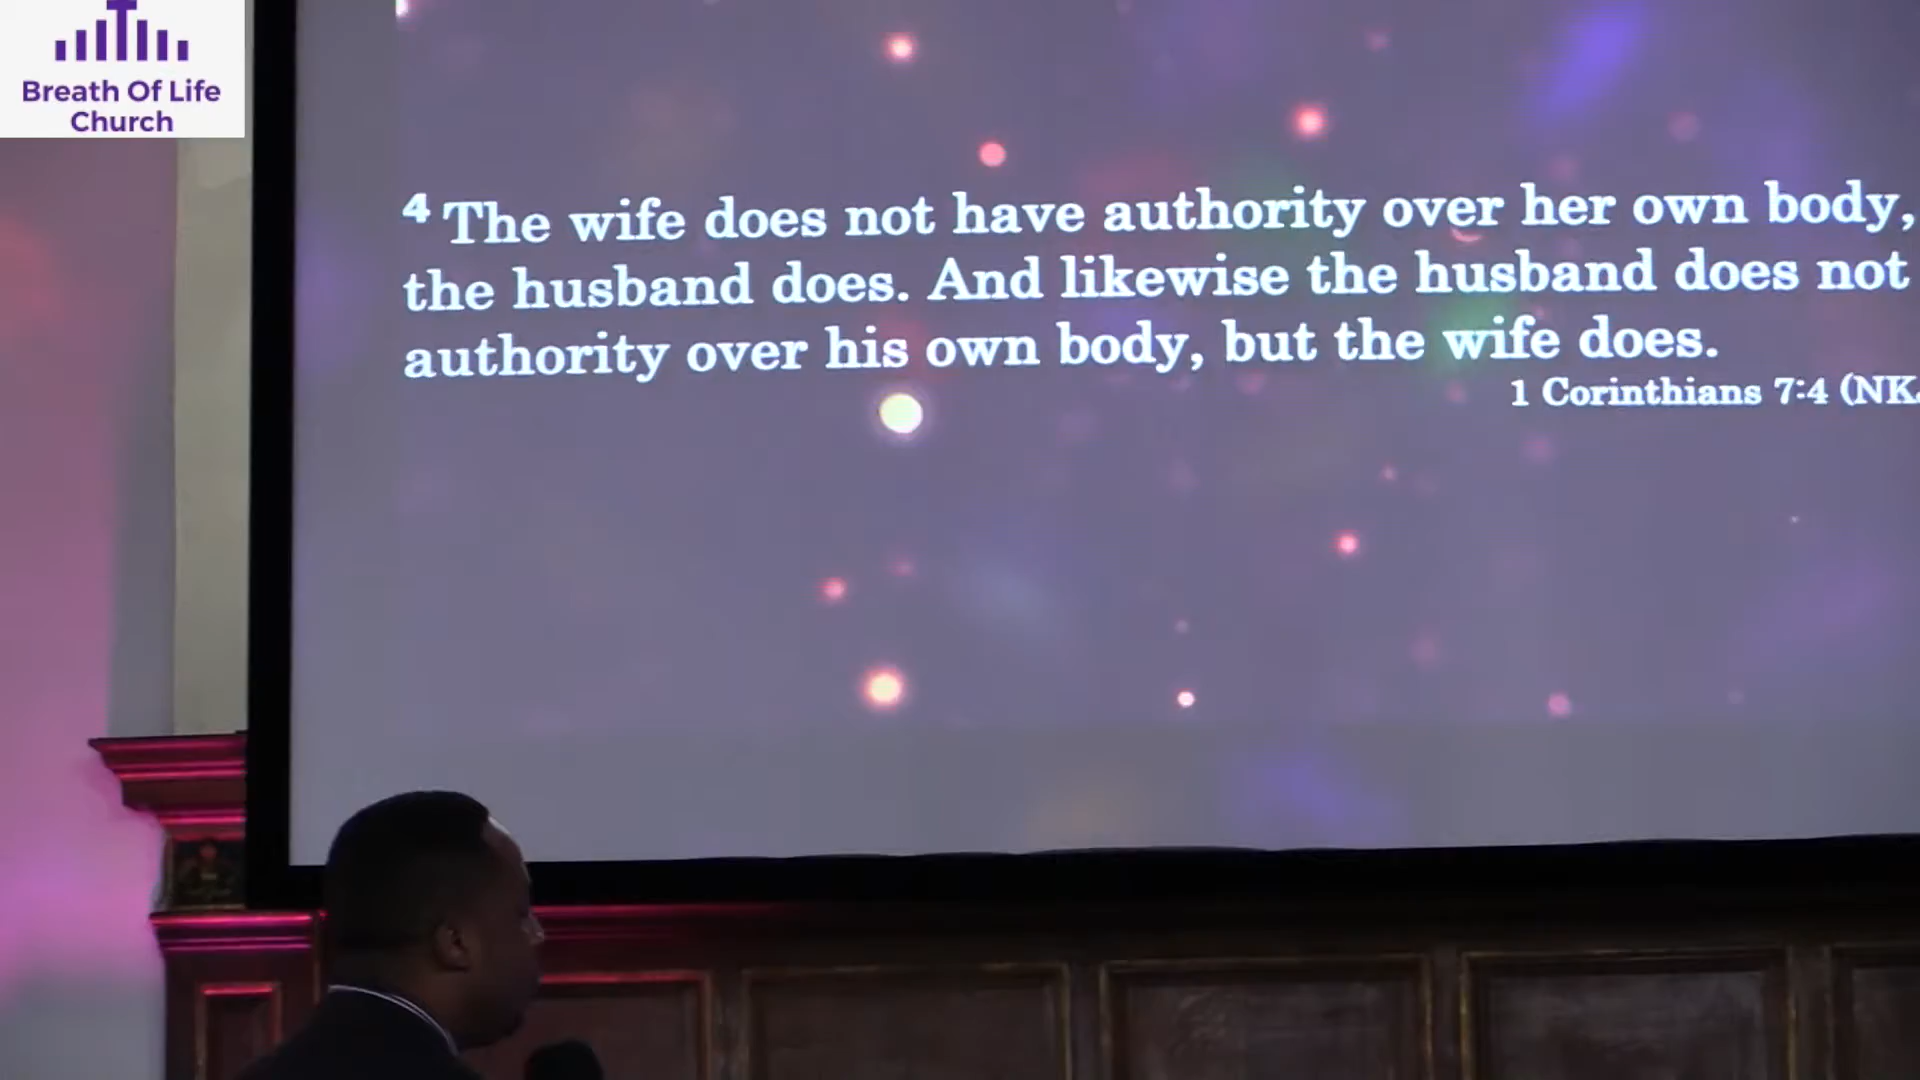 Breath Of Life
Church
4 The wife does not have authority over her own body,
the husband does. And likewise the husband does not
authority over his own body, but the wife does.
1 Corinthians 7:4 (NK